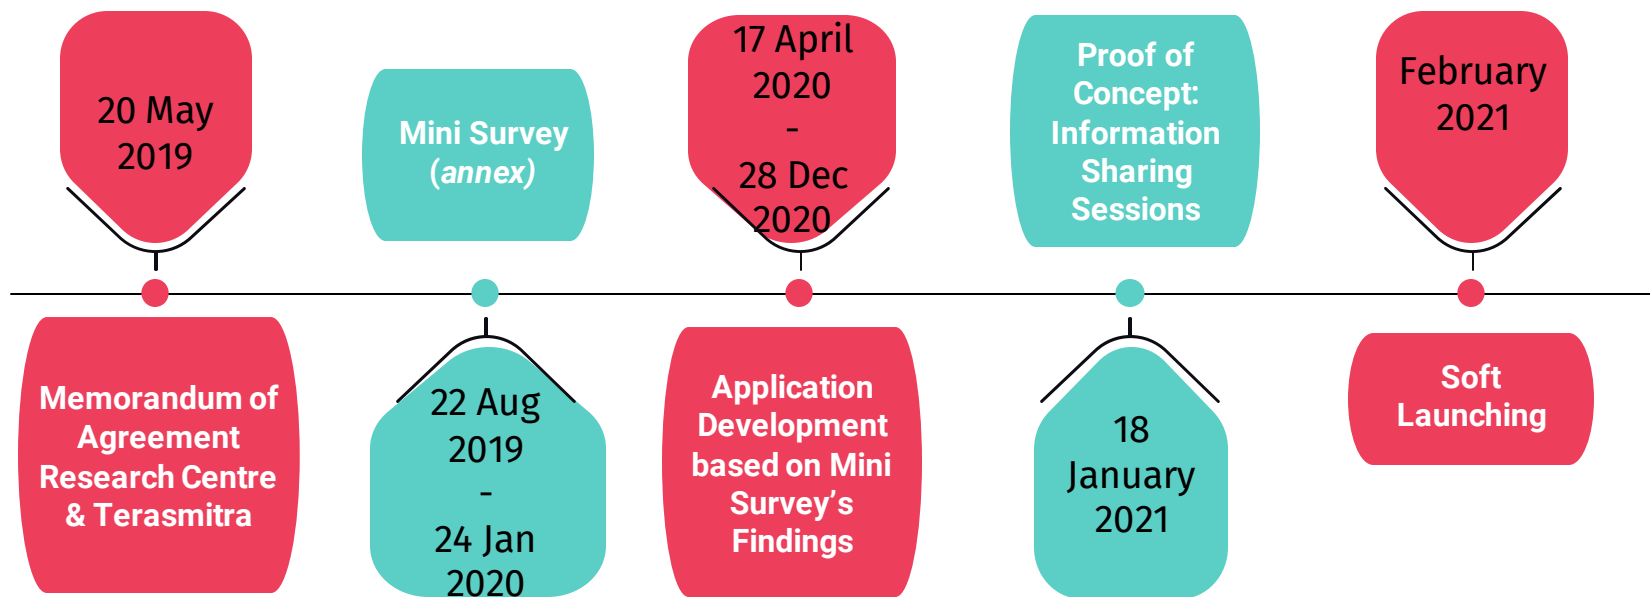 20 May
2019
Memorandum of
Agreement
Research Centre
& Terasmitra
Mini Survey
(annex)
22 Aug
2019
-
24 Jan
2020
17 April
2020
-
28 Dec
2020
Application
Development
based on Mini
Survey’s
Findings
Proof of
Concept:
Information
Sharing
Sessions
18
January
2021
February
2021
Soft
Launching